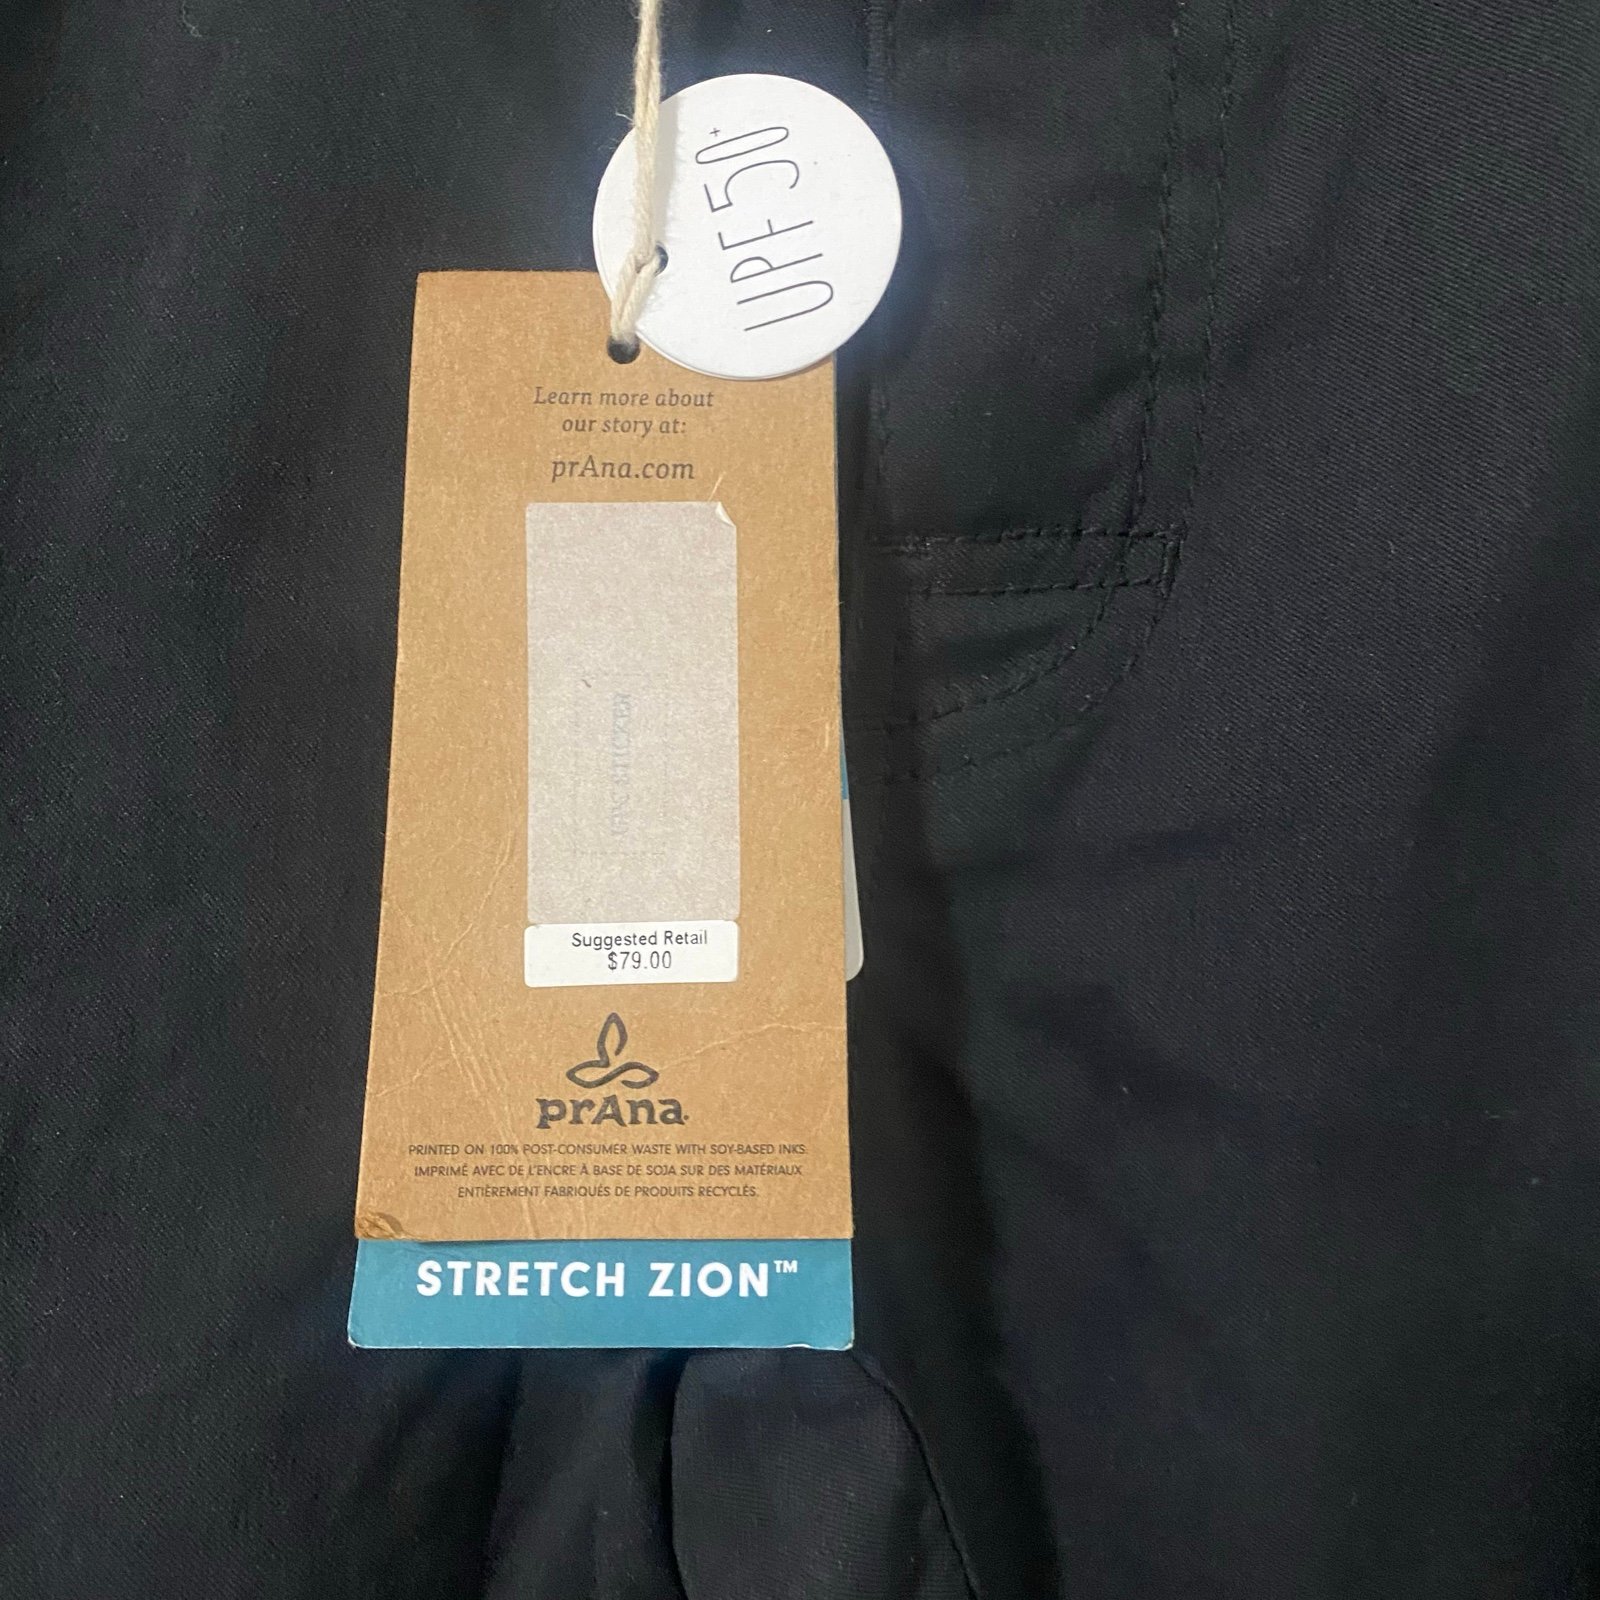 UPF 50+
Learn more about
our story at:
prAna.com
Suggested Retail
$79.00
prAna
PRINTED ON 100% POST-CONSUMER WASTE WITH SOY-BASED INKS.
IMPRIMÉ AVEC DE L'ENCRE À BASE DE SOJA SUR DES MATÉRIAUX
ENTIÈREMENT FABRIQUÉS DE PRODUITS RECYCLÉS.
STRETCH ZION™